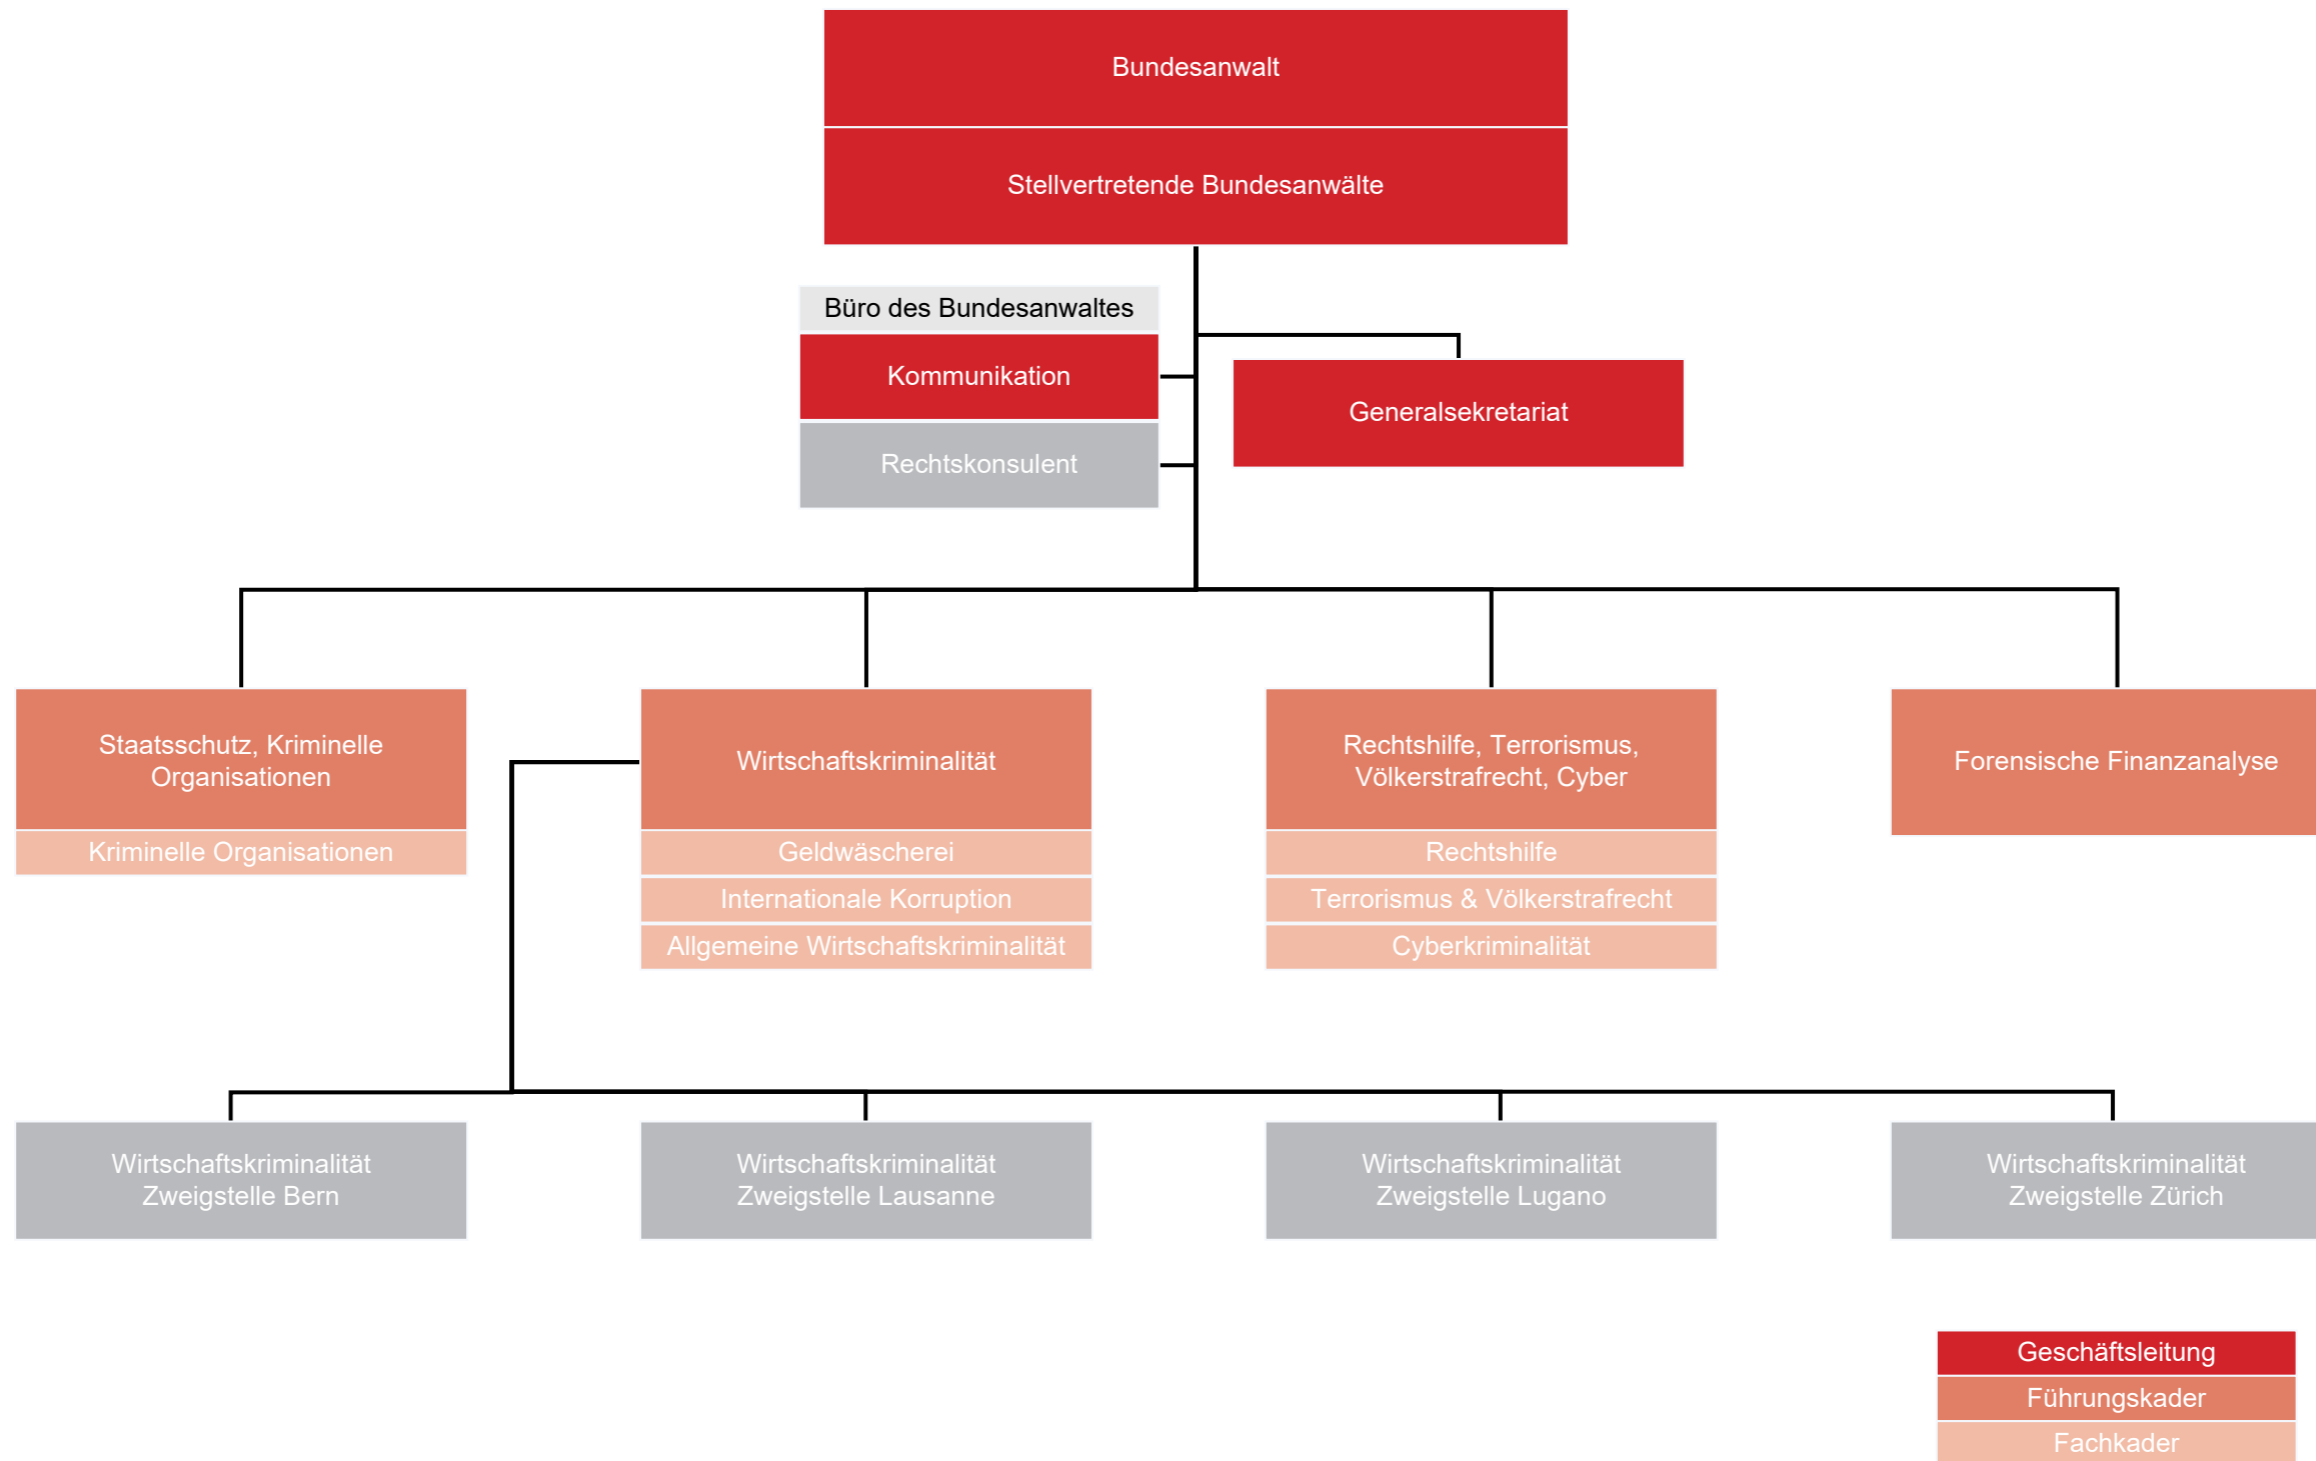 Bundesanwalt
Stellvertretende Bundesanwälte
Büro des Bundesanwaltes
Kommunikation
Rechtskonsulent
Generalsekretariat
Staatsschutz, Kriminelle
Organisationen
Kriminelle Organisationen
Wirtschaftskriminalität
Geldwäscherei
Internationale Korruption
Allgemeine Wirtschaftskriminalität
Rechtshilfe, Terrorismus,
Völkerstrafrecht, Cyber
Rechtshilfe
Terrorismus & Völkerstrafrecht
Cyberkriminalität
Forensische Finanzanalyse
Wirtschaftskriminalität
Zweigstelle Bern
Wirtschaftskriminalität
Zweigstelle Lausanne
Wirtschaftskriminalität
Zweigstelle Lugano
Wirtschaftskriminalität
Zweigstelle Zürich
Geschäftsleitung
Führungskader
Fachkader